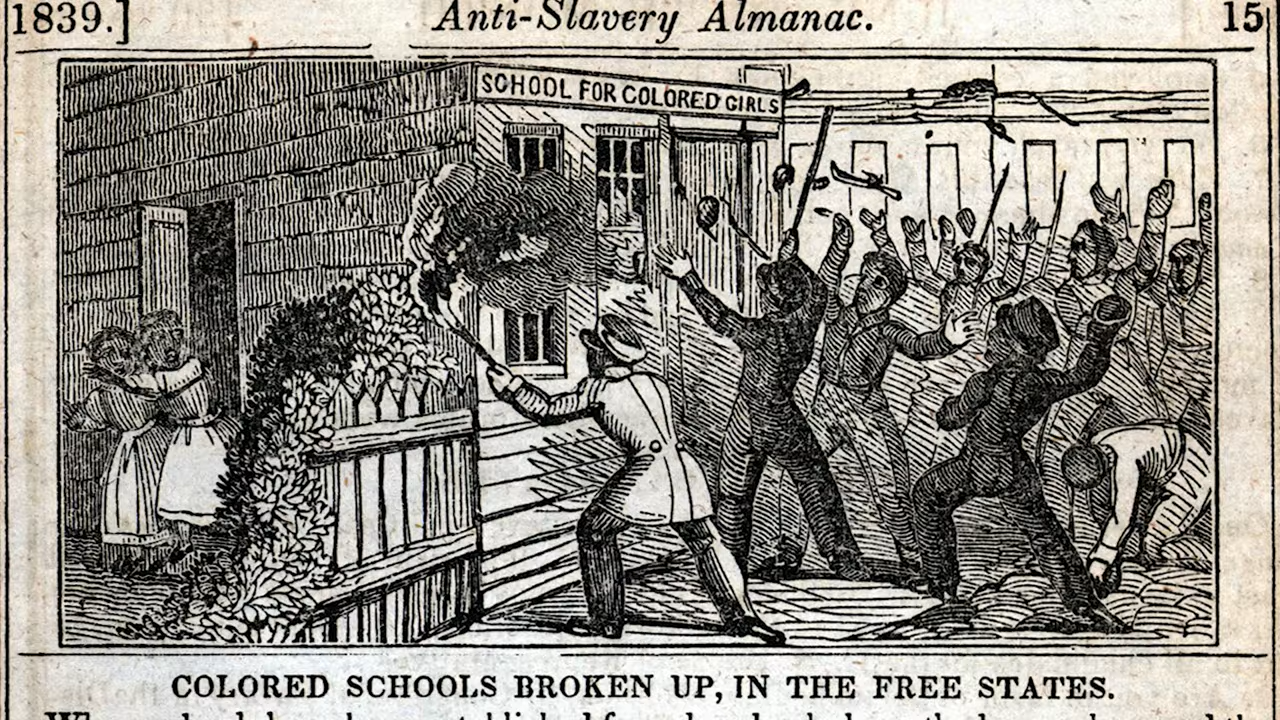 1839.] Anti-Slavery Almanac. 15
SCHOOL FOR COLORED GIRLS
COLORED SCHOOLS BROKEN UP, IN THE FREE STATES.